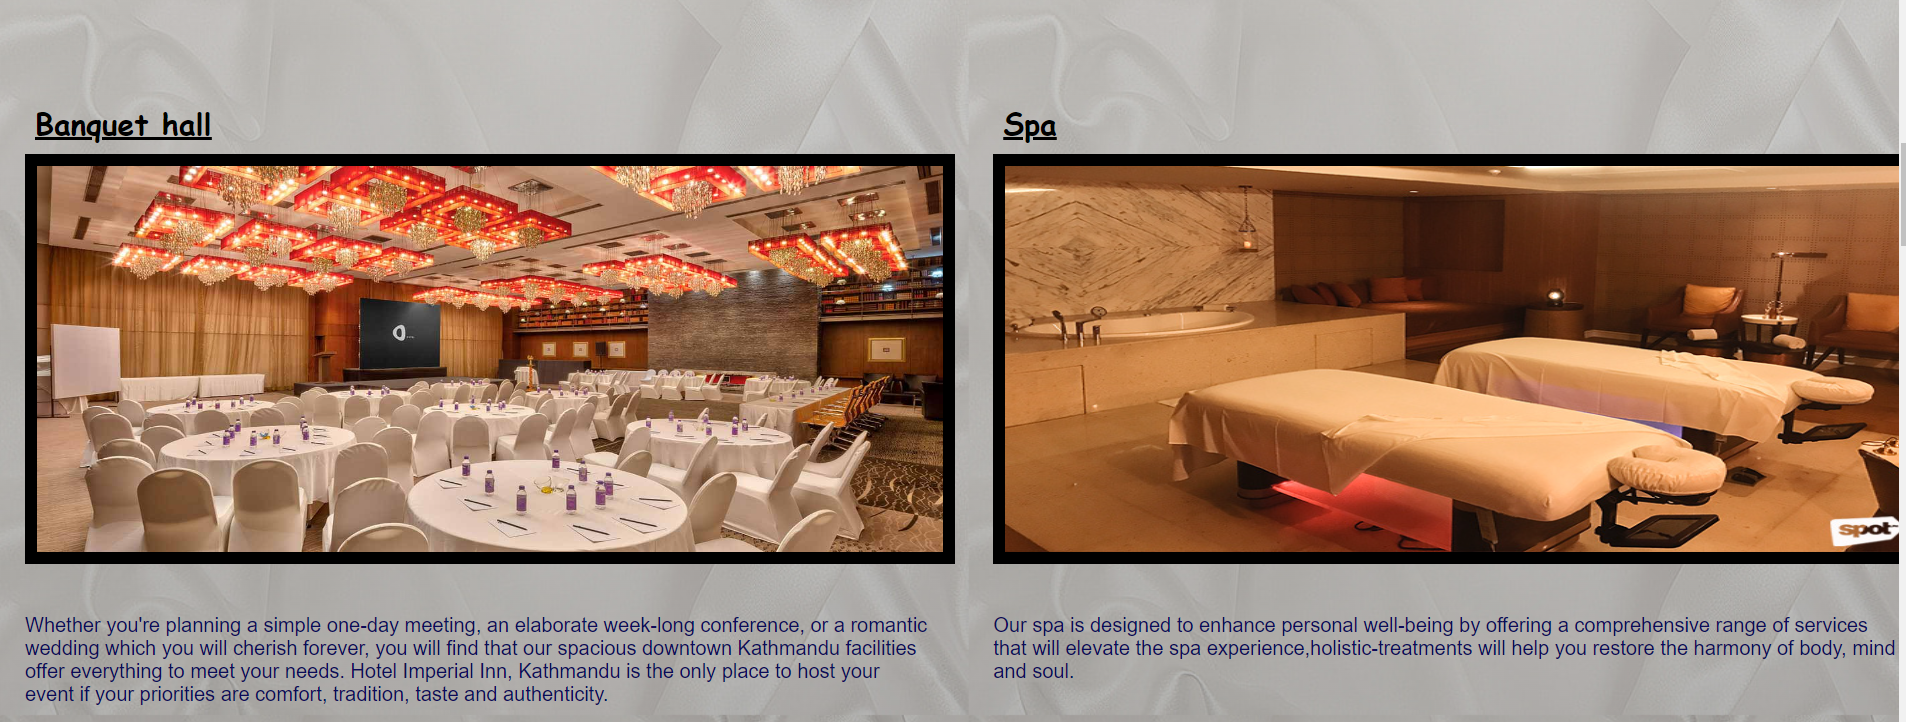 Banquet hall
Whether you're planning a simple one-day meeting, an elaborate week-long conference, or a romantic
wedding which you will cherish forever, you will find that our spacious downtown Kathmandu facilities
offer everything to meet your needs. Hotel Imperial Inn, Kathmandu is the only place to host your
event if your priorities are comfort, tradition, taste and authenticity.
Spa
spot
Our spa is designed to enhance personal well-being by offering a comprehensive range of services
that will elevate the spa experience,holistic-treatments will help you restore the harmony of body, mind
and soul.